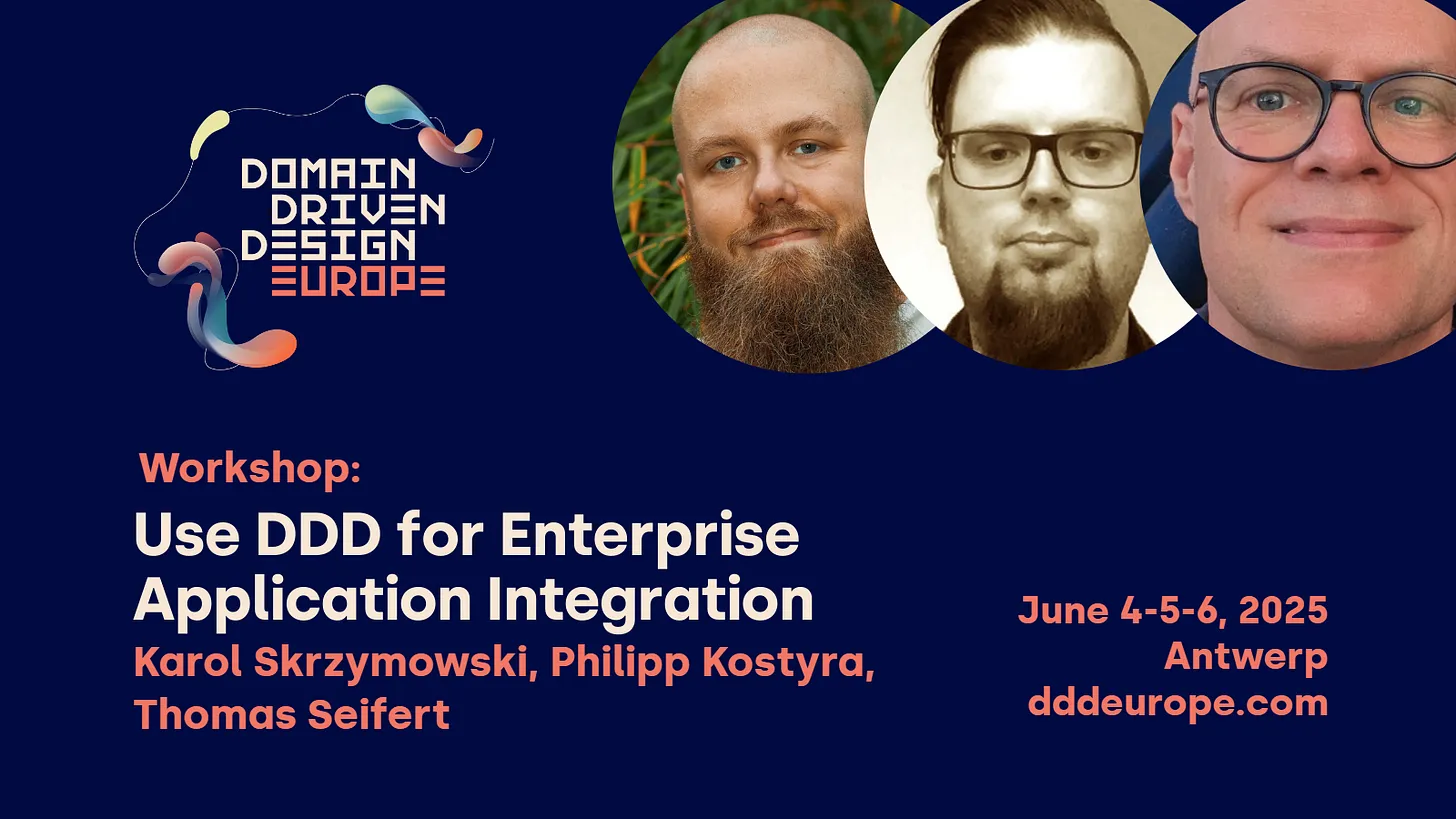 DOMAIN
DRIVEN
DESIGN
EUROPE
Workshop:
Use DDD for Enterprise
Application Integration
Karol Skrzymowski, Philipp Kostyra,
Thomas Seifert
June 4-5-6, 2025
Antwerp
dddeurope.com